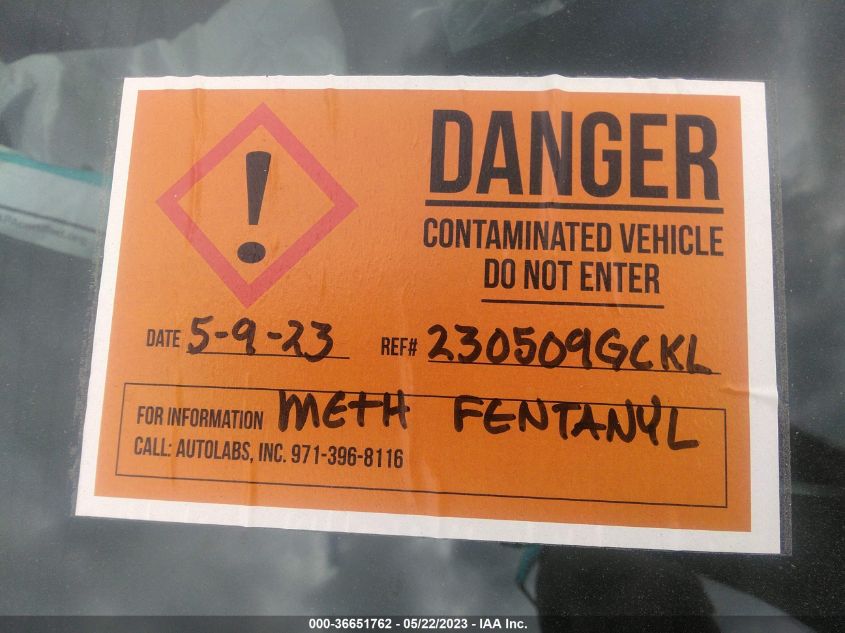 DANGER
CONTAMINATED VEHICLE
DO NOT ENTER
DATE 5-9-23 REF# 230509GCKL
FOR INFORMATION METH FENTANYL
CALL: AUTOLABS, INC. 971-396-8116
000-36651762 - 05/22/2023 - IAA Inc.